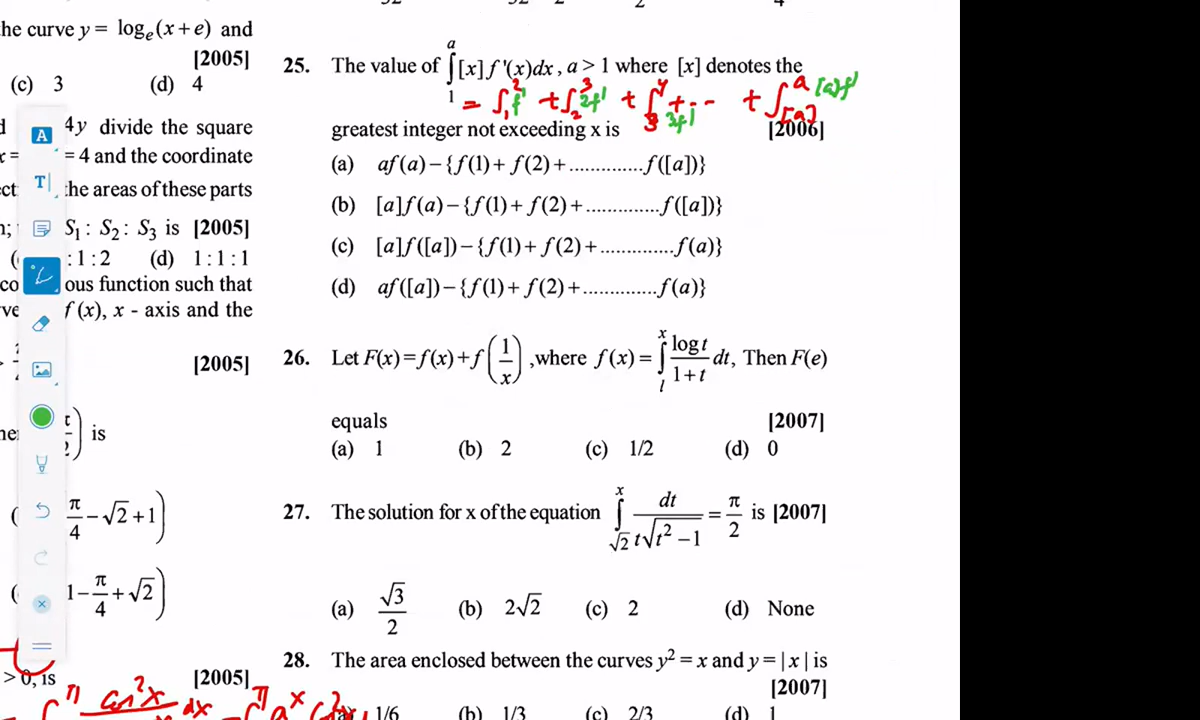 the curve y = logₑ(x+e) and
[2005]
(c) 3 (d) 4
4y divide the square
= 4 and the coordinate
the areas of these parts
S₁ : S₂ : S₃ is [2005]
: 1 : 2 (d) 1 : 1 : 1
ous function such that
f (x), x - axis and the
[2005]
is
π/4 − √2 + 1)
1 − π/4 + √2)
> 0, is [2005]
25. The value of ∫₁ᵃ [x] f '(x)dx , a > 1 where [x] denotes the
= ∫₁² f' + ∫₂³ 2f' + ∫₃⁴ 3f' + ... + ∫_[a]^a [a]f'
greatest integer not exceeding x is [2006]
(a) af (a) − {f (1) + f (2) + .............f ([a])}
(b) [a]f (a) − {f (1) + f (2) + .............f ([a])}
(c) [a]f ([a]) − {f (1) + f (2) + .............f (a)}
(d) af ([a]) − {f (1) + f (2) + .............f (a)}
26. Let F(x) = f (x) + f (1/x) ,where f (x) = ∫ₗˣ log t/(1+t) dt, Then F(e)
equals [2007]
(a) 1 (b) 2 (c) 1/2 (d) 0
27. The solution for x of the equation ∫_√2^x dt/(t√(t² −1)) = π/2 is [2007]
(a) √3/2 (b) 2√2 (c) 2 (d) None
28. The area enclosed between the curves y² = x and y = | x | is
[2007]
1/6 (b) 1/3 (c) 2/3 (d) 1